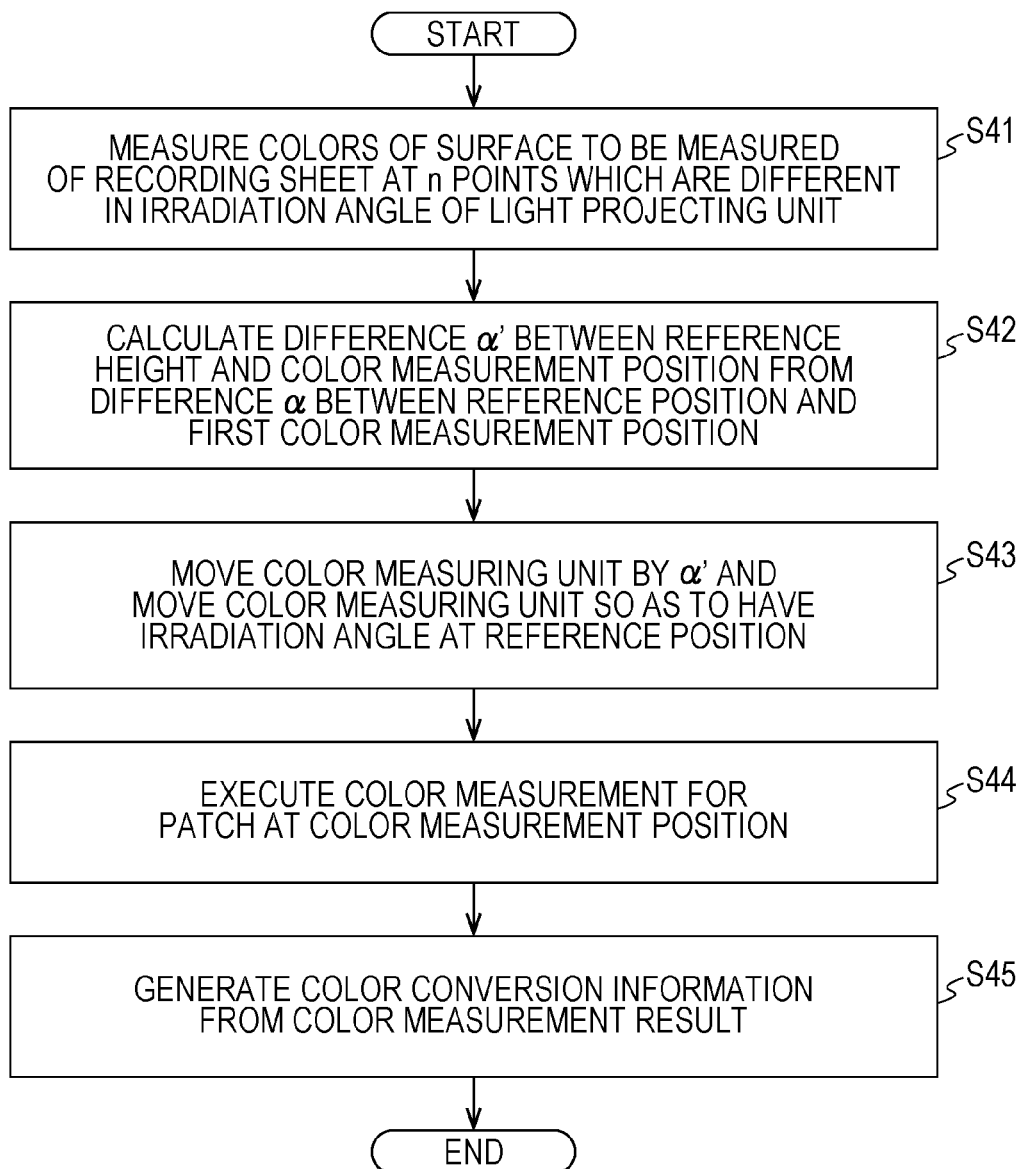 START
MEASURE COLORS OF SURFACE TO BE MEASURED
OF RECORDING SHEET AT n POINTS WHICH ARE DIFFERENT
IN IRRADIATION ANGLE OF LIGHT PROJECTING UNIT
S41
CALCULATE DIFFERENCE α’ BETWEEN REFERENCE
HEIGHT AND COLOR MEASUREMENT POSITION FROM
DIFFERENCE α BETWEEN REFERENCE POSITION AND
FIRST COLOR MEASUREMENT POSITION
S42
MOVE COLOR MEASURING UNIT BY α’ AND
MOVE COLOR MEASURING UNIT SO AS TO HAVE
IRRADIATION ANGLE AT REFERENCE POSITION
S43
EXECUTE COLOR MEASUREMENT FOR
PATCH AT COLOR MEASUREMENT POSITION
S44
GENERATE COLOR CONVERSION INFORMATION
FROM COLOR MEASUREMENT RESULT
S45
END